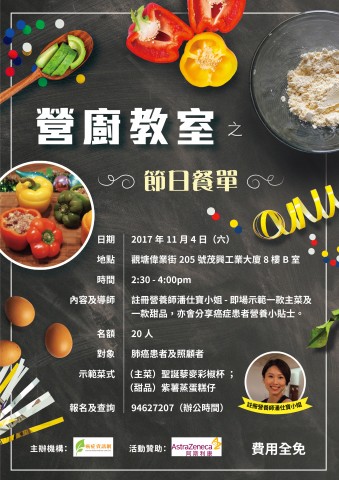 營廚教室之
節日餐單
日期 2017 年 11 月 4 日（六）
地點 觀塘偉業街 205 號茂興工業大廈 8 樓 B 室
時間 2:30 - 4:00pm
內容及導師 註冊營養師潘仕寶小姐 - 即場示範一款主菜及
一款甜品，亦會分享癌症患者營養小貼士。
名額 20 人
對象 肺癌患者及照顧者
示範菜式 （主菜）聖誕藜麥彩椒杯 ；
（甜品）紫薯蒸蛋糕仔
報名及查詢 94627207（辦公時間）
註冊營養師潘仕寶小姐
主辦機構：
活動贊助： AstraZeneca
阿斯利康
費用全免